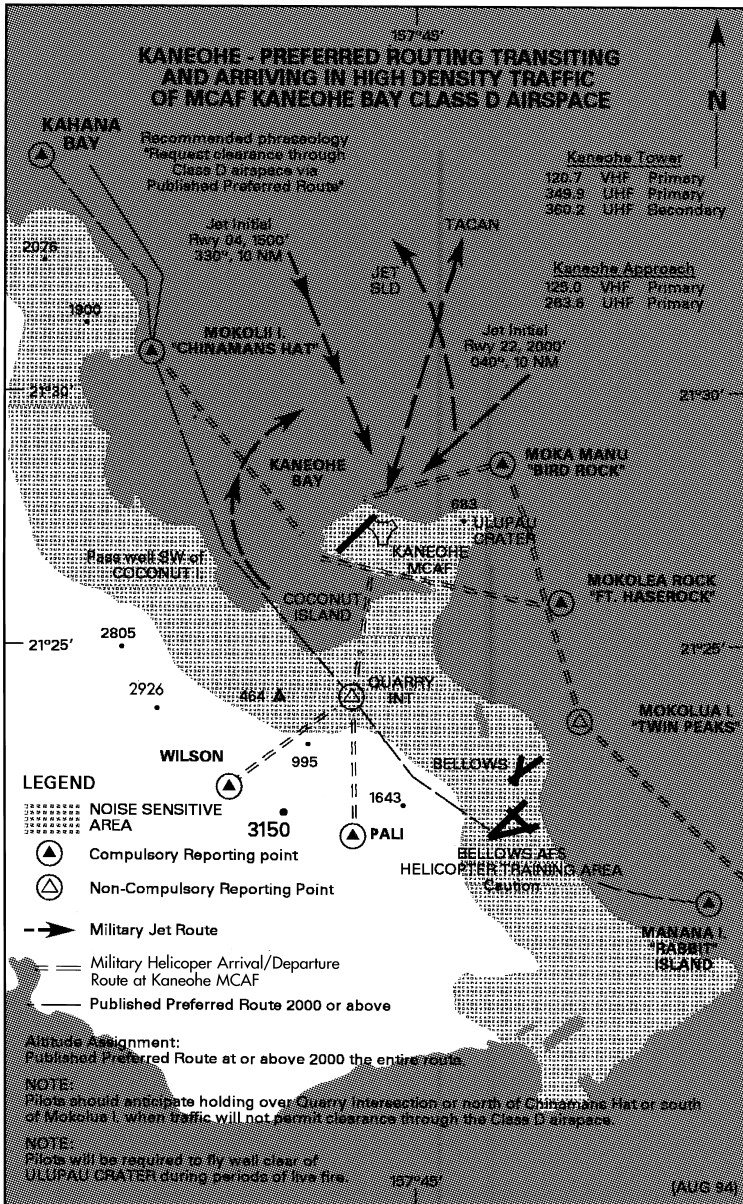 157°45'
KANEOHE - PREFERRED ROUTING TRANSITING
AND ARRIVING IN HIGH DENSITY TRAFFIC
OF MCAF KANEOHE BAY CLASS D AIRSPACE
N
KAHANA
BAY
Recommended phraseology
"Request clearance through
Class D airspace via
Published Preferred Route"
Kaneohe Tower
120.7 VHF Primary
349.9 UHF Primary
360.2 UHF Secondary
Kaneohe Approach
125.0 VHF Primary
263.6 UHF Primary
Jet Initial
Rwy 04, 1500'
330°, 10 NM
TACAN
JET
SLD
Jet Initial
Rwy 22, 2000'
040°, 10 NM
2076
1900
MOKOLII I.
"CHINAMANS HAT"
21°30'
21°30'
KANEOHE
BAY
MOKA MANU
"BIRD ROCK"
683
ULUPAU
CRATER
KANEOHE
MCAF
Pass well SW of
COCONUT I
COCONUT
ISLAND
MOKOLEA ROCK
"FT. HASEROCK"
21°25'
21°25'
2805
2926
464
QUARRY
INT
MOKOLUA I.
"TWIN PEAKS"
WILSON
995
BELLOWS
1643
3150
PALI
BELLOWS AFS
HELICOPTER TRAINING AREA
Caution
MANANA I.
"RABBIT"
ISLAND
LEGEND
NOISE SENSITIVE
AREA
Compulsory Reporting point
Non-Compulsory Reporting Point
Military Jet Route
Military Helicoper Arrival/Departure
Route at Kaneohe MCAF
Published Preferred Route 2000 or above
Altitude Assignment:
Published Preferred Route at or above 2000 the entire route.
NOTE:
Pilots should anticipate holding over Quarry Intersection or north of Chinamans Hat or south
of Mokolua I. when traffic will not permit clearance through the Class D airspace.
NOTE:
Pilots will be required to fly well clear of
ULUPAU CRATER during periods of live fire.
157°45'
(AUG 94)